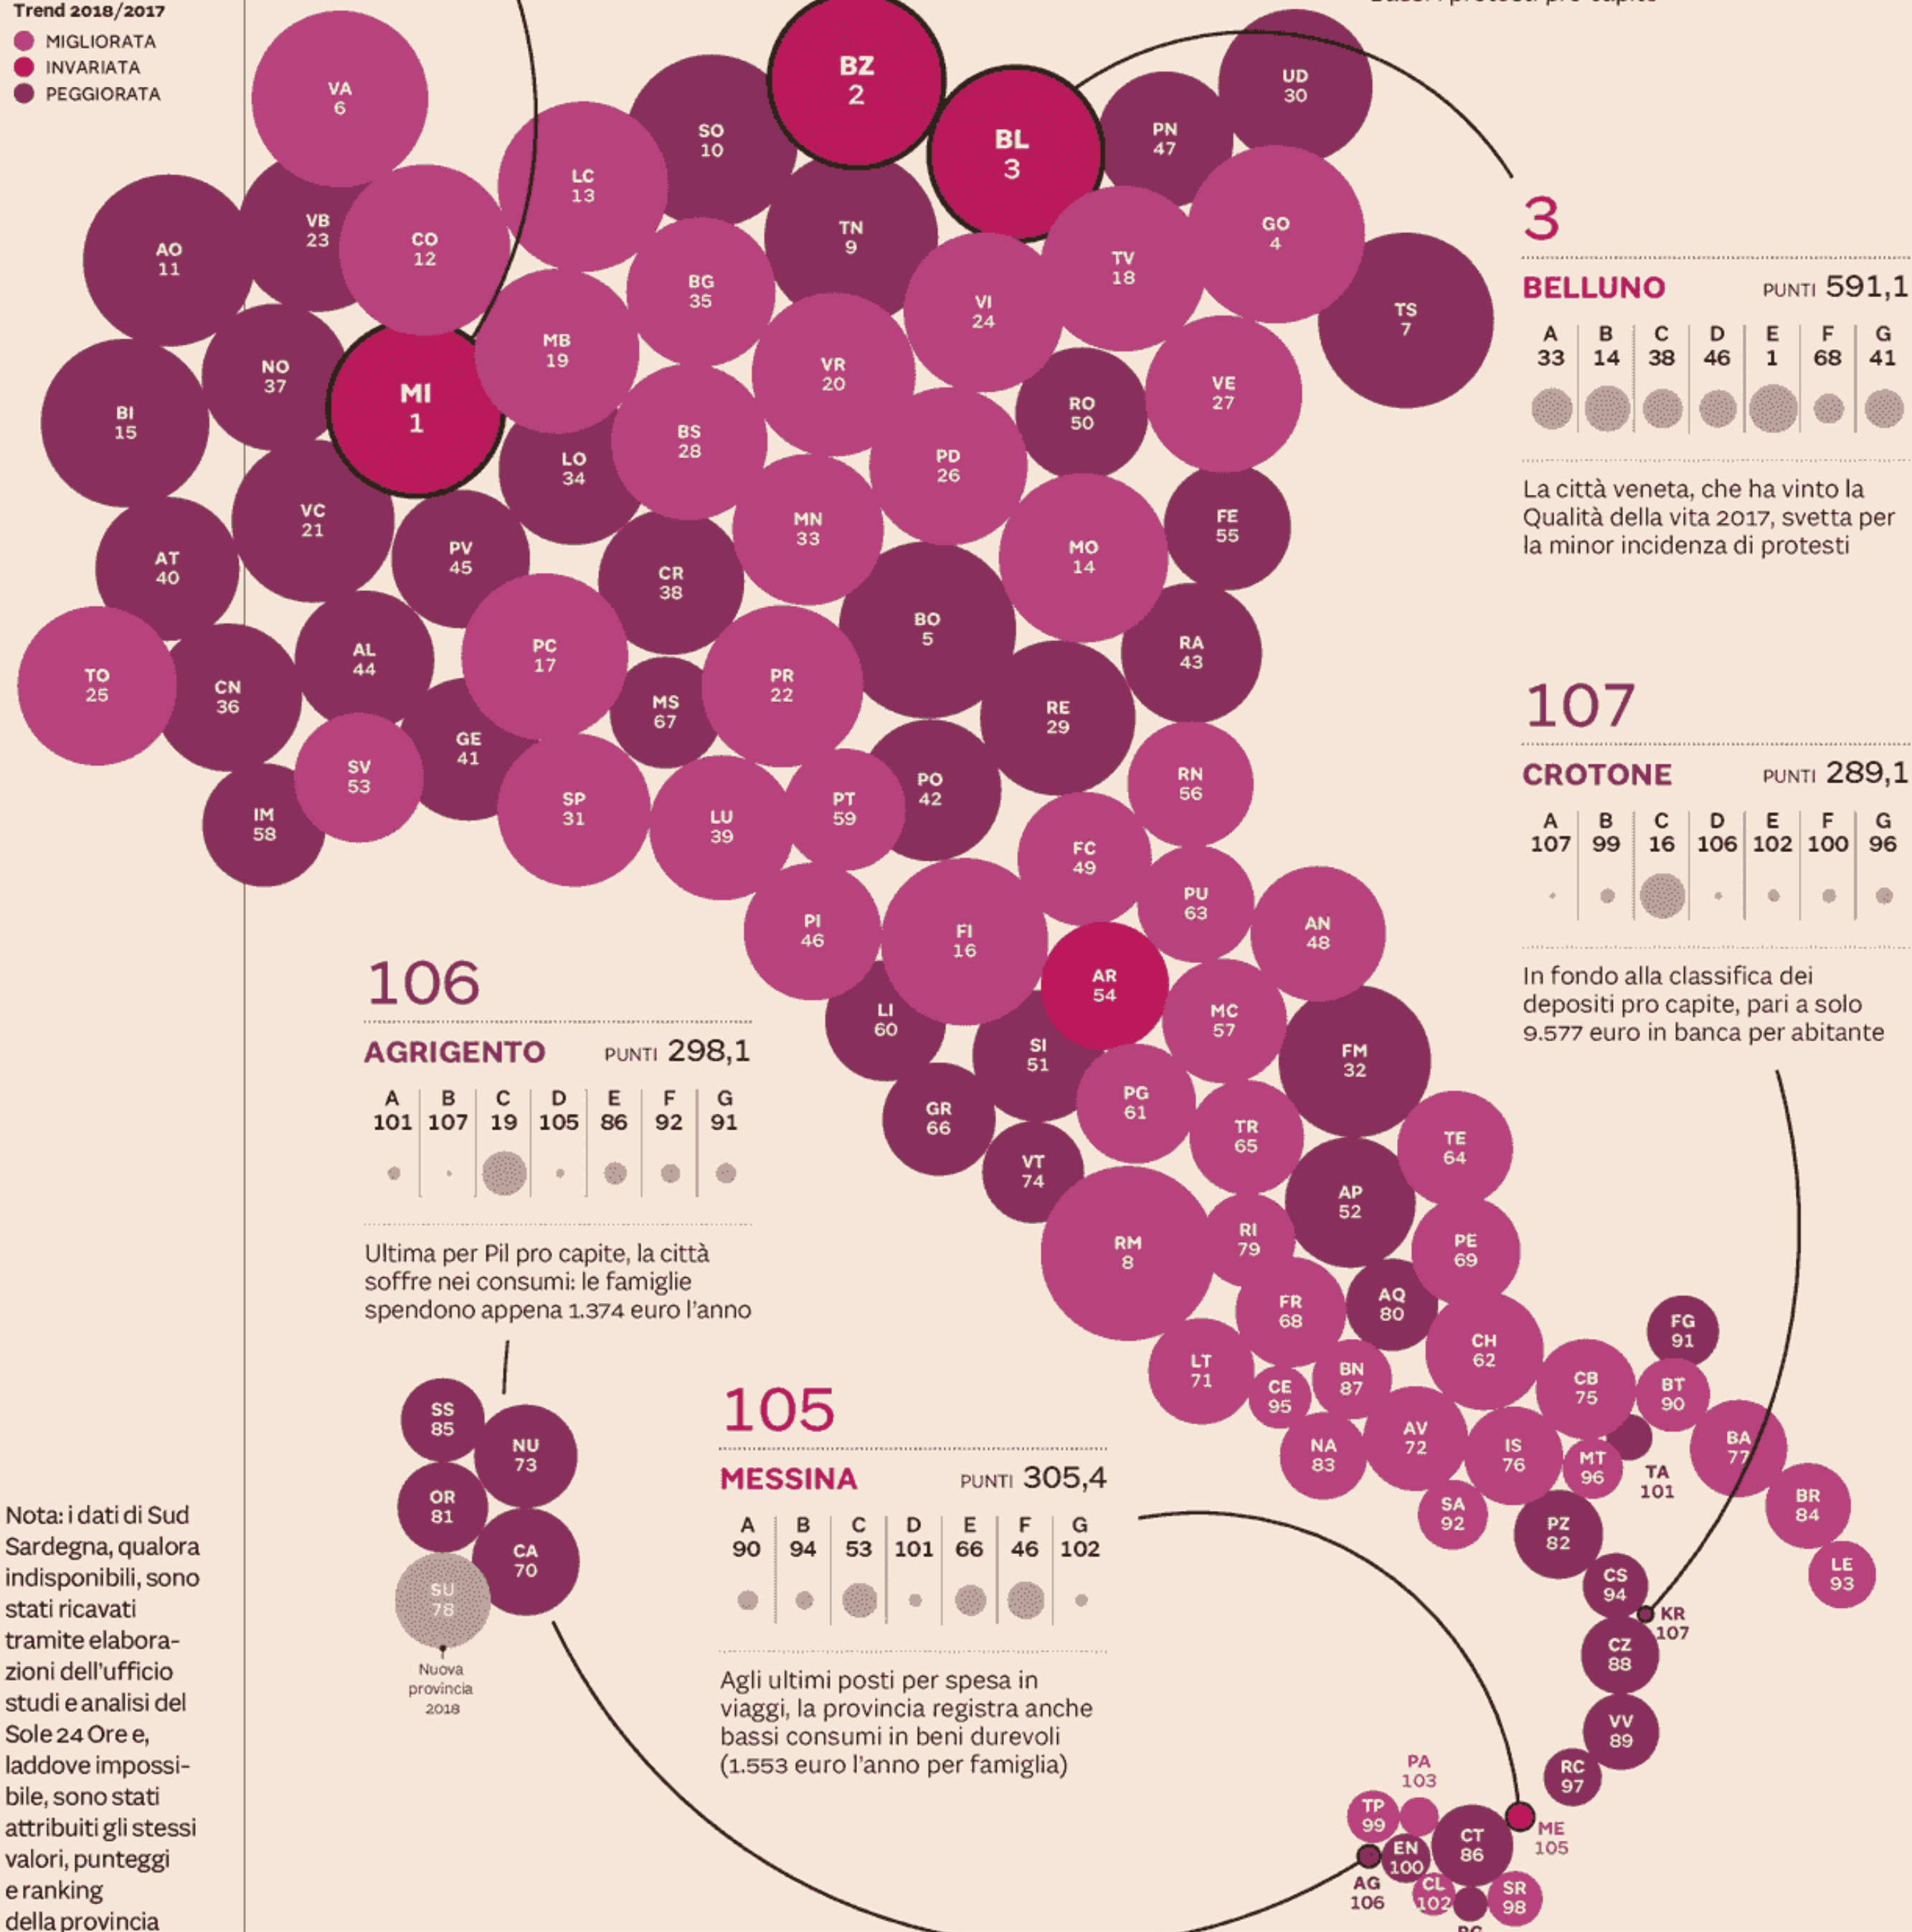 Trend 2018/2017
MIGLIORATA
INVARIATA
PEGGIORATA
VA
6
BZ
2
BL
3
UD
30
SO
10
PN
47
LC
13
VB
23
CO
12
AO
11
TN
9
GO
4
TV
18
BG
35
VI
24
TS
7
MB
19
NO
37
VR
20
VE
27
MI
1
BI
15
RO
50
BS
28
LO
34
PD
26
VC
21
MN
33
FE
55
AT
40
PV
45
MO
14
CR
38
BO
5
RA
43
AL
44
PC
17
TO
25
CN
36
PR
22
MS
67
RE
29
GE
41
SV
53
RN
56
PO
42
IM
58
SP
31
LU
39
PT
59
FC
49
PU
63
PI
46
FI
16
AN
48
AR
54
LI
60
SI
51
MC
57
FM
32
GR
66
PG
61
TR
65
TE
64
VT
74
AP
52
RM
8
RI
79
PE
69
AQ
80
FR
68
FG
91
LT
71
CE
95
BN
87
CH
62
CB
75
BT
90
NA
83
AV
72
IS
76
MT
96
TA
101
BA
77
SA
92
PZ
82
BR
84
LE
93
CS
94
KR
107
CZ
88
VV
89
RC
97
PA
103
TP
99
EN
100
CT
86
ME
105
AG
106
CL
102
SR
98
SS
85
NU
73
OR
81
CA
70
SU
78
Nuova
provincia
2018
3
BELLUNO PUNTI 591,1
A B C D E F G
33 14 38 46 1 68 41
La città veneta, che ha vinto la
Qualità della vita 2017, svetta per
la minor incidenza di protesti
107
CROTONE PUNTI 289,1
A B C D E F G
107 99 16 106 102 100 96
In fondo alla classifica dei
depositi pro capite, pari a solo
9.577 euro in banca per abitante
106
AGRIGENTO PUNTI 298,1
A B C D E F G
101 107 19 105 86 92 91
Ultima per Pil pro capite, la città
soffre nei consumi: le famiglie
spendono appena 1.374 euro l'anno
105
MESSINA PUNTI 305,4
A B C D E F G
90 94 53 101 66 46 102
Agli ultimi posti per spesa in
viaggi, la provincia registra anche
bassi consumi in beni durevoli
(1.553 euro l'anno per famiglia)
Nota: i dati di Sud
Sardegna, qualora
indisponibili, sono
stati ricavati
tramite elabora-
zioni dell'ufficio
studi e analisi del
Sole 24 Ore e,
laddove impossi-
bile, sono stati
attribuiti gli stessi
valori, punteggi
e ranking
della provincia